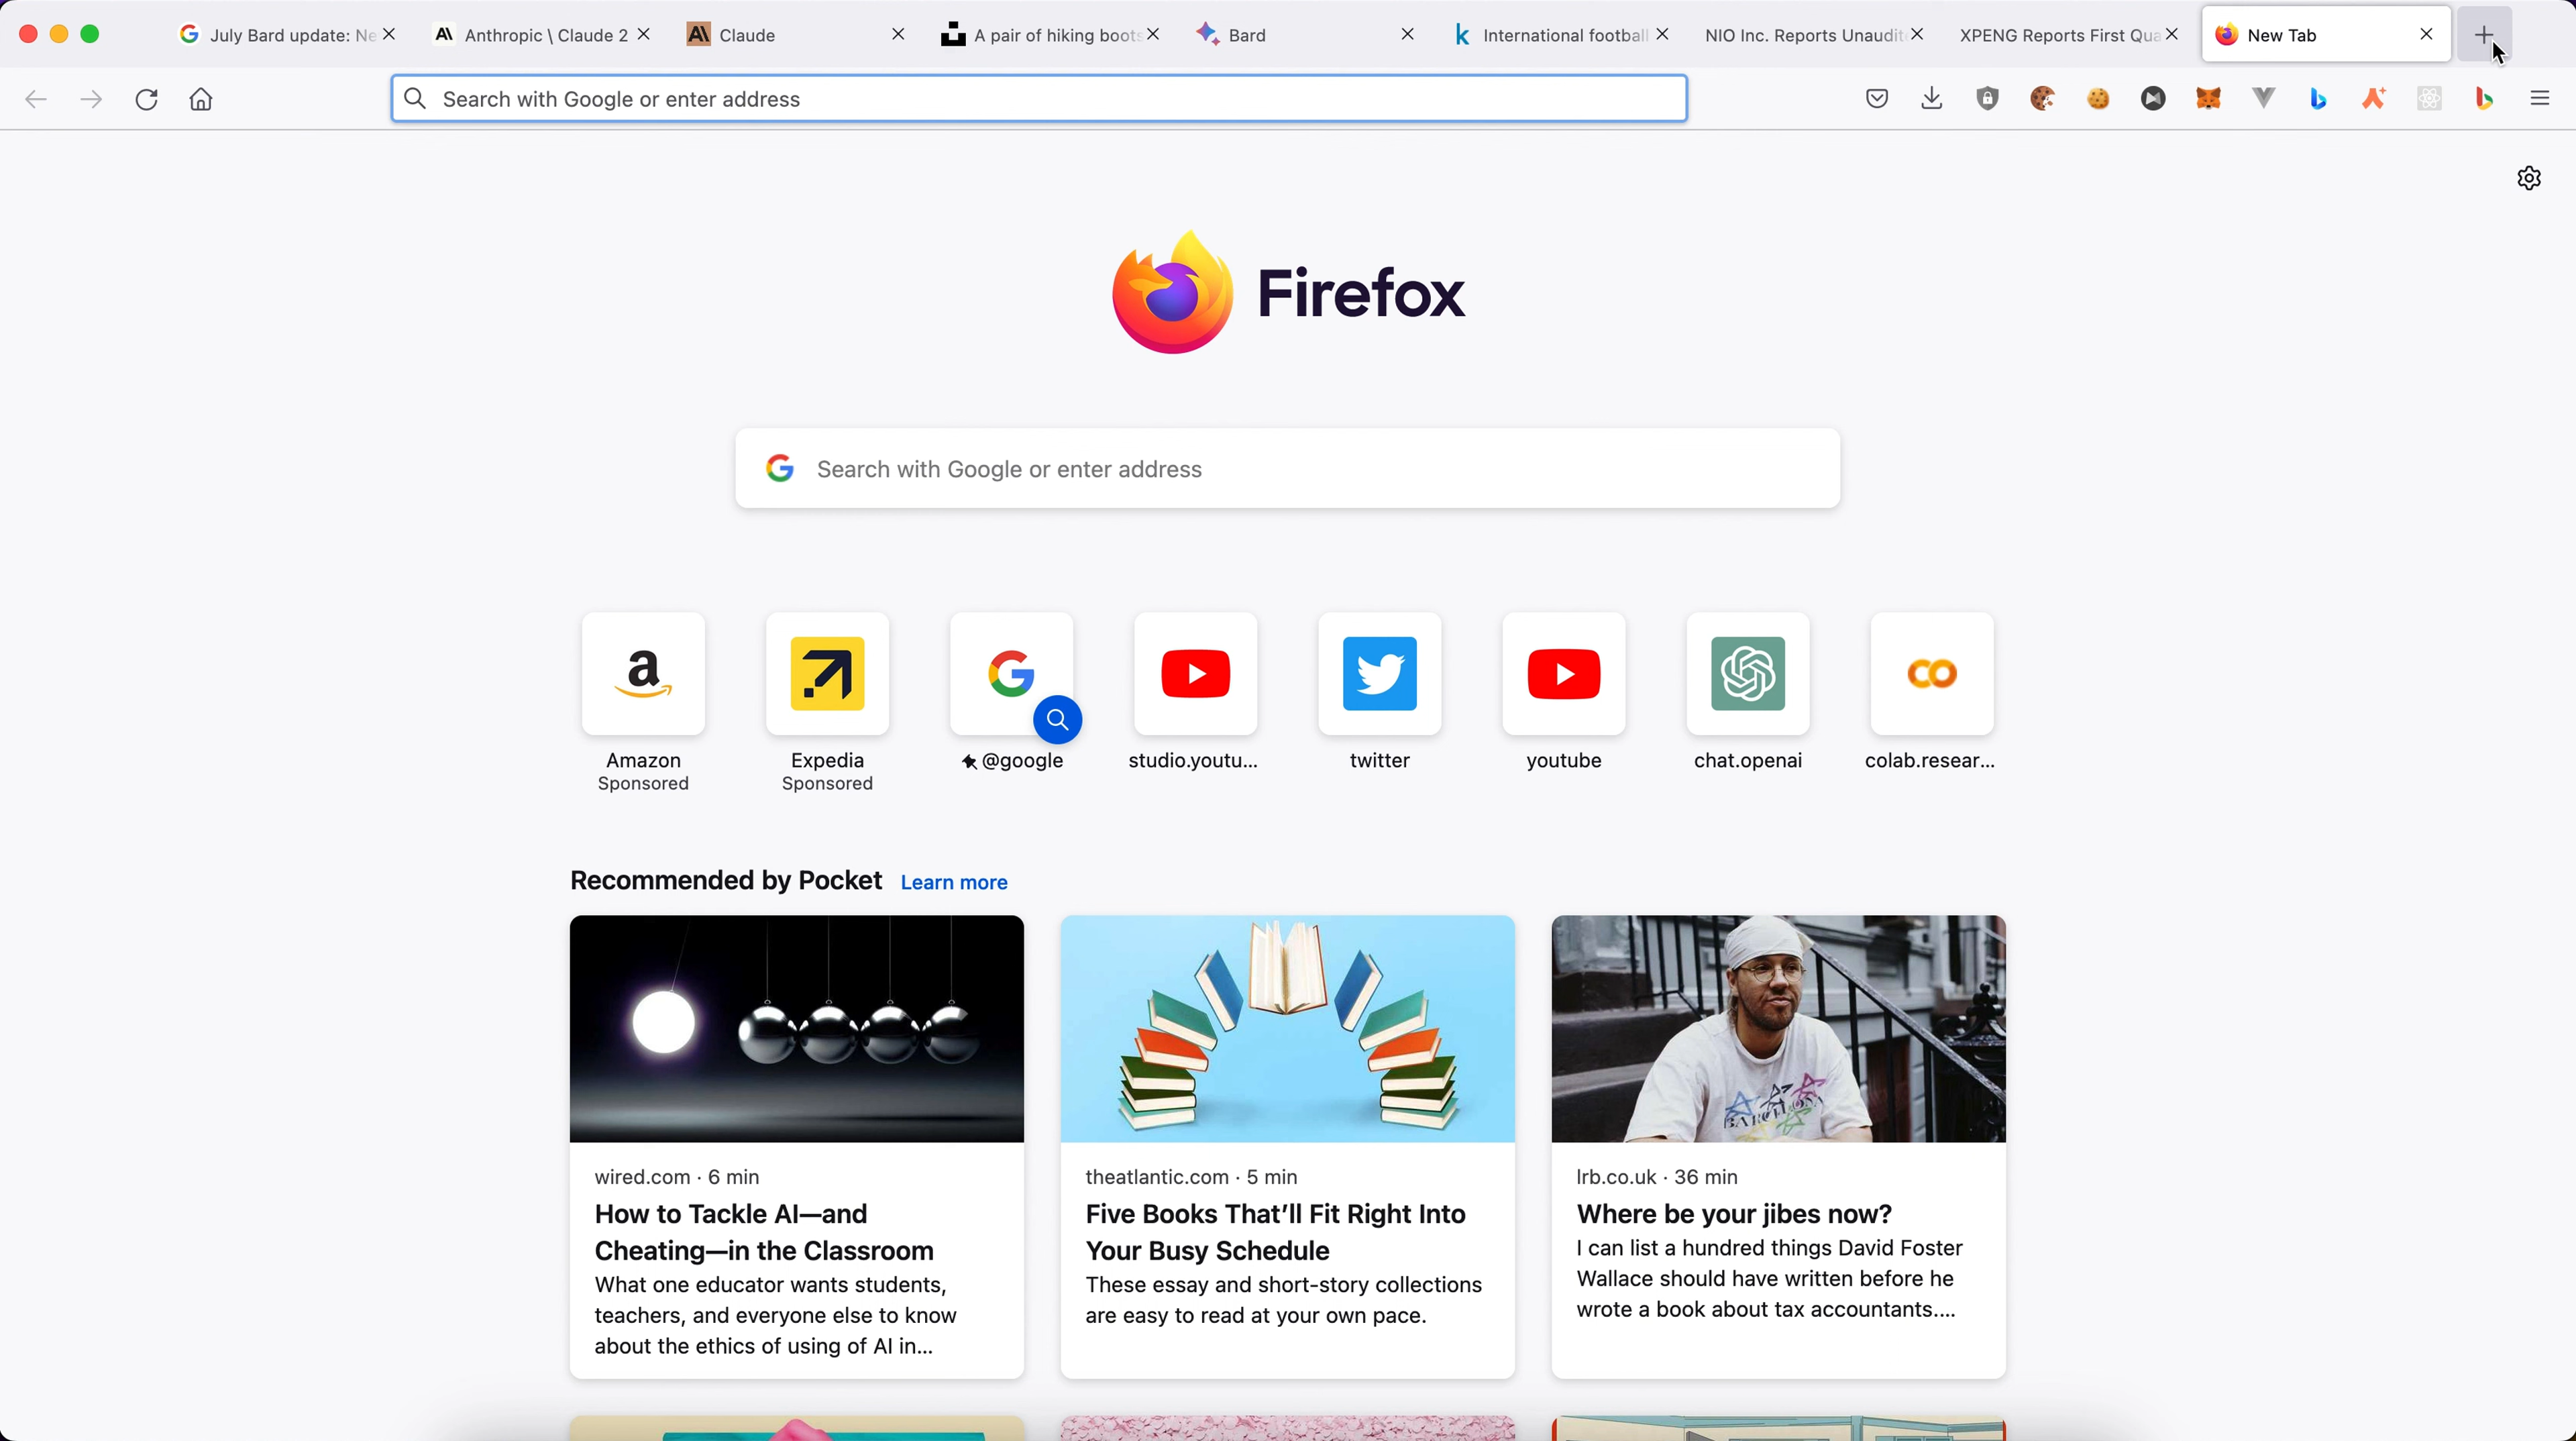 July Bard update: Ne
Anthropic \ Claude 2
Claude
A pair of hiking boots
Bard
International football
NIO Inc. Reports Unaudit
XPENG Reports First Qua
New Tab
Search with Google or enter address
Firefox
Search with Google or enter address
Amazon
Sponsored
Expedia
Sponsored
@google
studio.youtu...
twitter
youtube
chat.openai
colab.resear...
Recommended by Pocket Learn more
wired.com · 6 min
How to Tackle AI—and
Cheating—in the Classroom
What one educator wants students,
teachers, and everyone else to know
about the ethics of using of AI in...
theatlantic.com · 5 min
Five Books That’ll Fit Right Into
Your Busy Schedule
These essay and short-story collections
are easy to read at your own pace.
BARCELONA
lrb.co.uk · 36 min
Where be your jibes now?
I can list a hundred things David Foster
Wallace should have written before he
wrote a book about tax accountants....